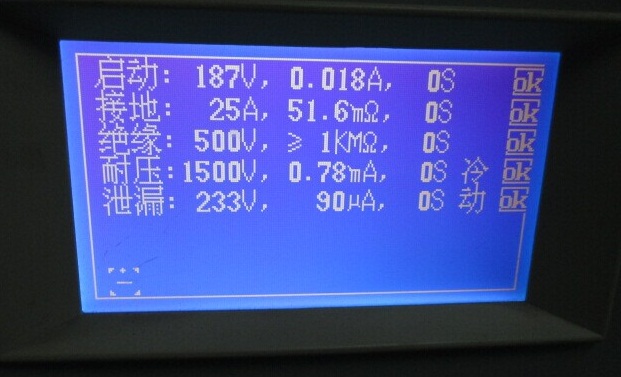 启动: 187V, 0.018A, 0S ok
接地: 25A, 51.6mΩ, 0S ok
绝缘: 500V, ≥ 1KMΩ, 0S ok
耐压:1500V, 0.78mA, 0S 冷 ok
泄漏: 233V, 90μA, 0S 动 ok